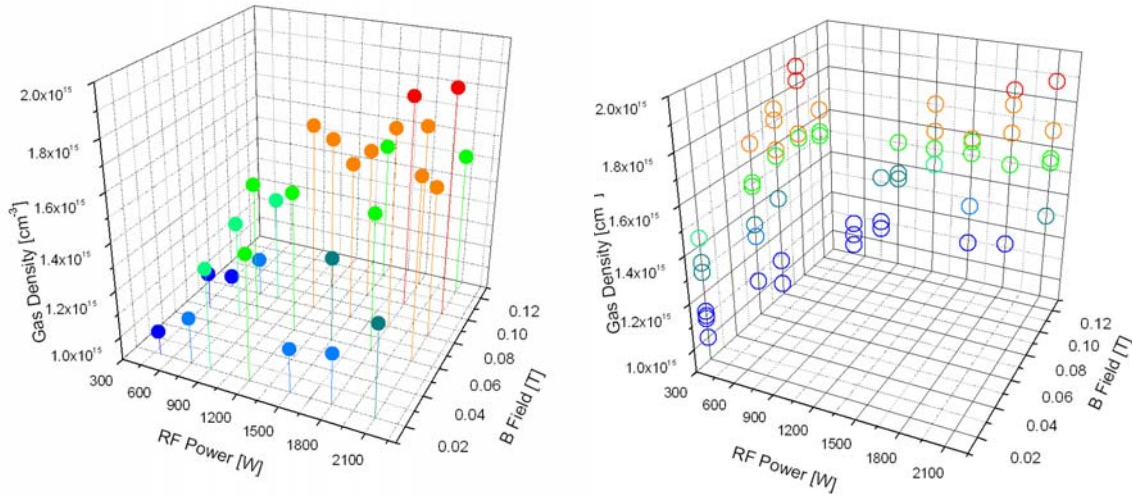 2.0x10¹⁵
1.8x10¹⁵
1.6x10¹⁵
1.4x10¹⁵
1.2x10¹⁵
1.0x10¹⁵
Gas Density [cm⁻³]
300
600
900
1200
1500
1800
2100
RF Power [W]
0.02
0.04
0.06
0.08
0.10
0.12
B Field [T]
2.0x10¹⁵
1.8x10¹⁵
1.6x10¹⁵
1.4x10¹⁵
1.2x10¹⁵
1.0x10¹⁵
Gas Density [cm⁻]
300
600
900
1200
1500
1800
2100
RF Power [W]
0.02
0.04
0.06
0.08
0.10
0.12
B Field [T]